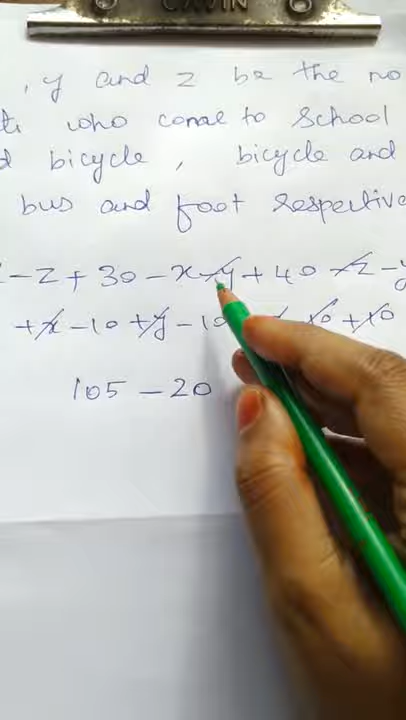 CAVIN
, y and z be the no
who come to school
bicycle , bicycle and
bus and foot respective
- z + 30 - x - y + 40 - z - y
+ x - 10 + y - 10 - 10 + 10
105 - 20